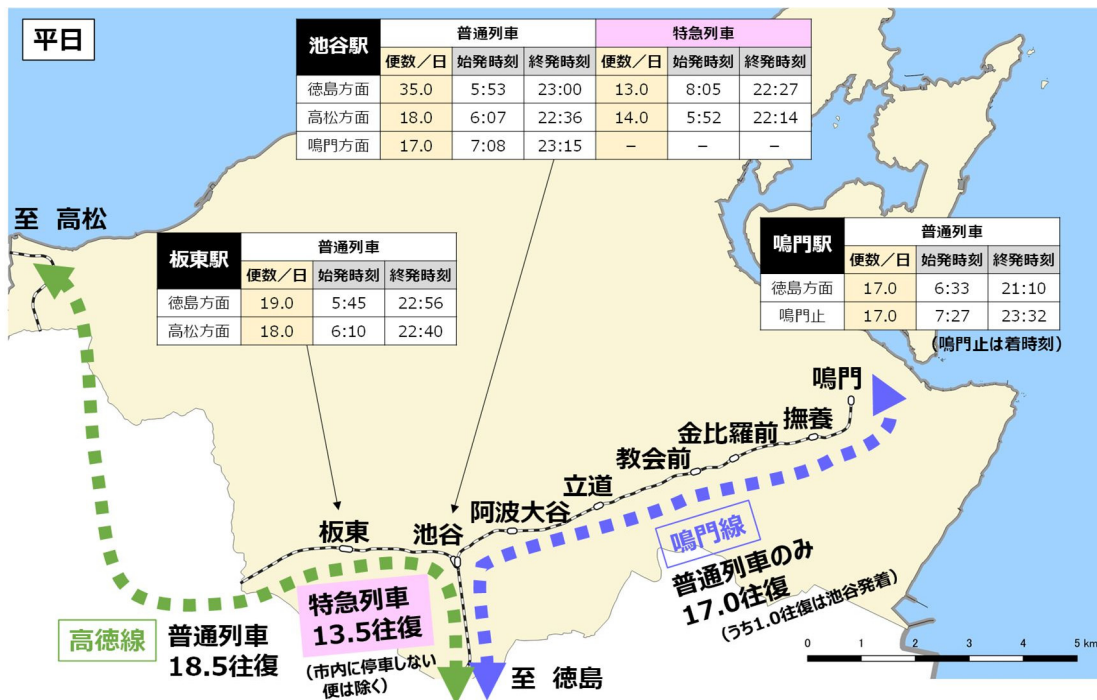 平日
池谷駅 普通列車 特急列車
便数／日 始発時刻 終発時刻 便数／日 始発時刻 終発時刻
徳島方面 35.0 5:53 23:00 13.0 8:05 22:27
高松方面 18.0 6:07 22:36 14.0 5:52 22:14
鳴門方面 17.0 7:08 23:15 － － －
至 高松
板東駅 普通列車
便数／日 始発時刻 終発時刻
徳島方面 19.0 5:45 22:56
高松方面 18.0 6:10 22:40
鳴門駅 普通列車
便数／日 始発時刻 終発時刻
徳島方面 17.0 6:33 21:10
鳴門止 17.0 7:27 23:32
（鳴門止は着時刻）
鳴門
撫養
金比羅前
教会前
立道
阿波大谷
池谷
板東
鳴門線
普通列車のみ
17.0往復
（うち1.0往復は池谷発着）
特急列車
13.5往復
（市内に停車しない
便は除く）
高徳線
普通列車
18.5往復
至 徳島
0 1 2 3 4 5 km